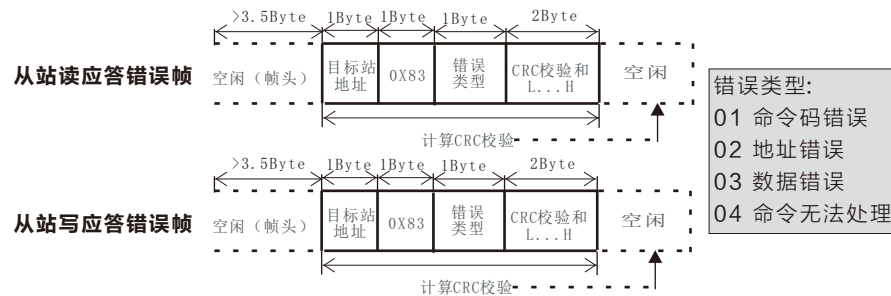 >3.5Byte 1Byte 1Byte 1Byte 2Byte
从站读应答错误帧 空闲（帧头） 目标站地址 0X83 错误类型 CRC校验和 L...H 空闲
计算CRC校验
>3.5Byte 1Byte 1Byte 1Byte 2Byte
从站写应答错误帧 空闲（帧头） 目标站地址 0X83 错误类型 CRC校验和 L...H 空闲
计算CRC校验
错误类型:
01 命令码错误
02 地址错误
03 数据错误
04 命令无法处理